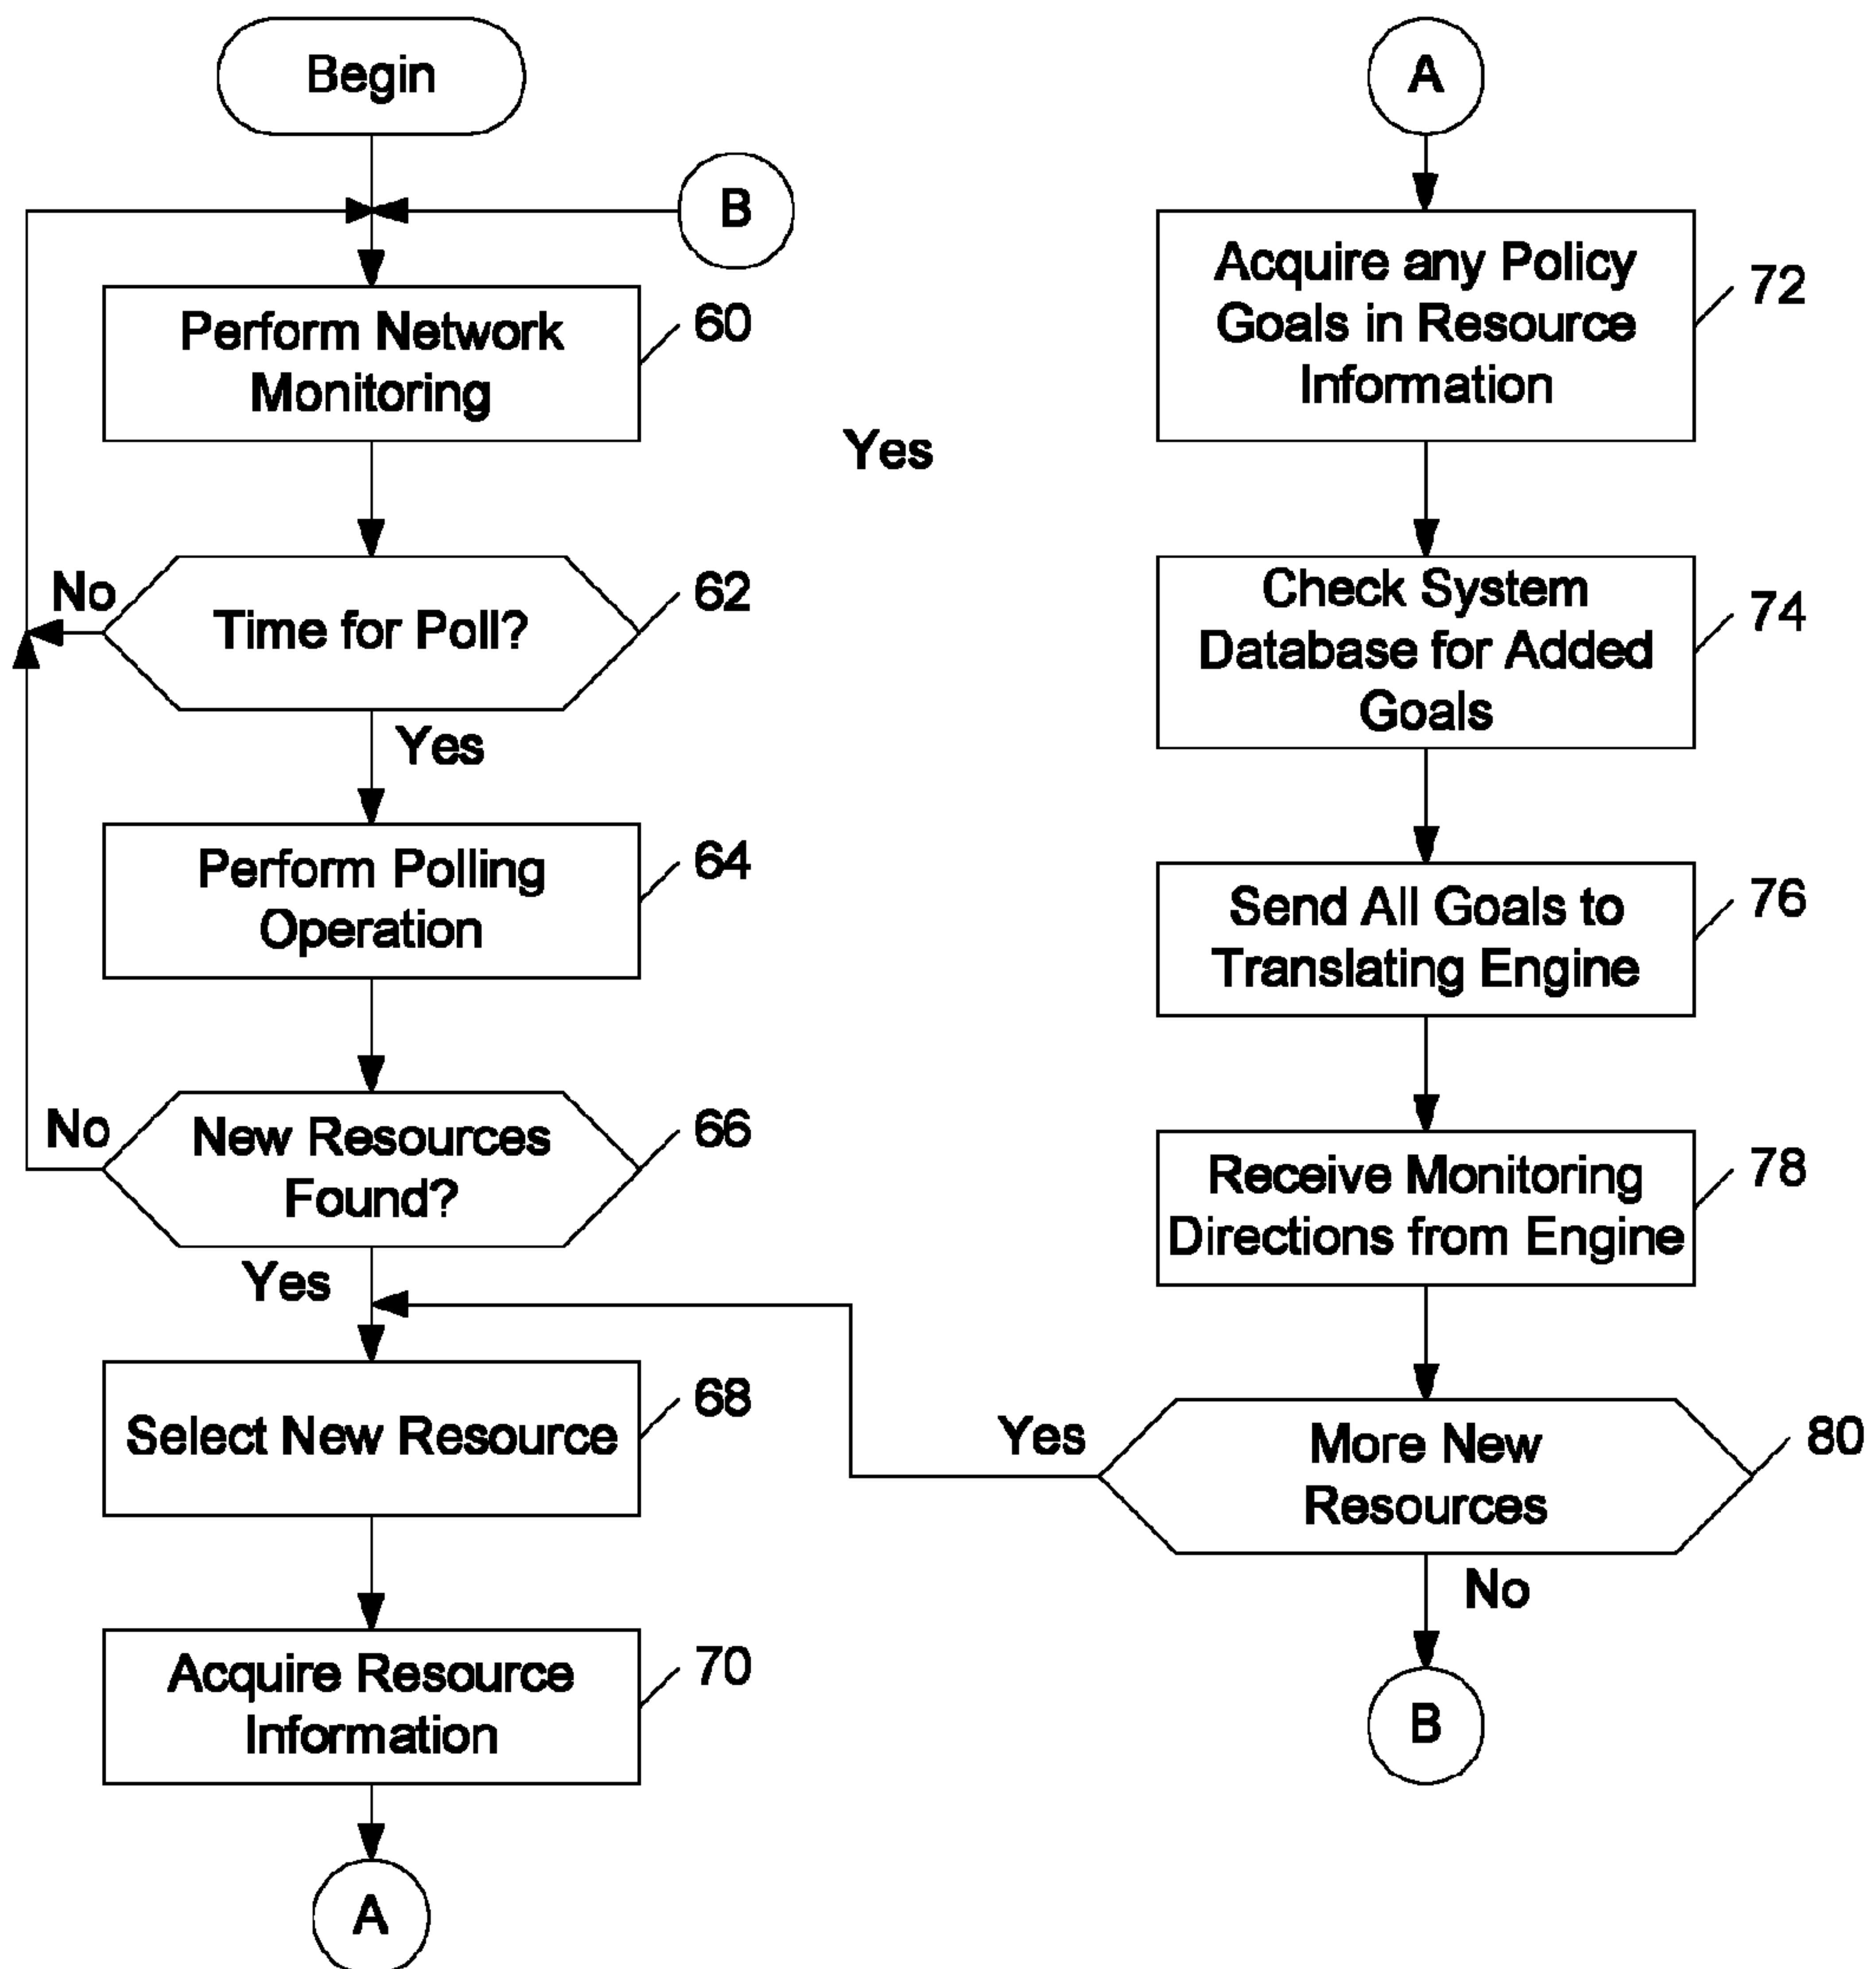 Begin
B
Perform Network
Monitoring
60
Yes
No
Time for Poll?
62
Yes
Perform Polling
Operation
64
No
New Resources
Found?
66
Yes
Select New Resource
68
Acquire Resource
Information
70
A
A
Acquire any Policy
Goals in Resource
Information
72
Check System
Database for Added
Goals
74
Send All Goals to
Translating Engine
76
Receive Monitoring
Directions from Engine
78
Yes
More New
Resources
80
No
B